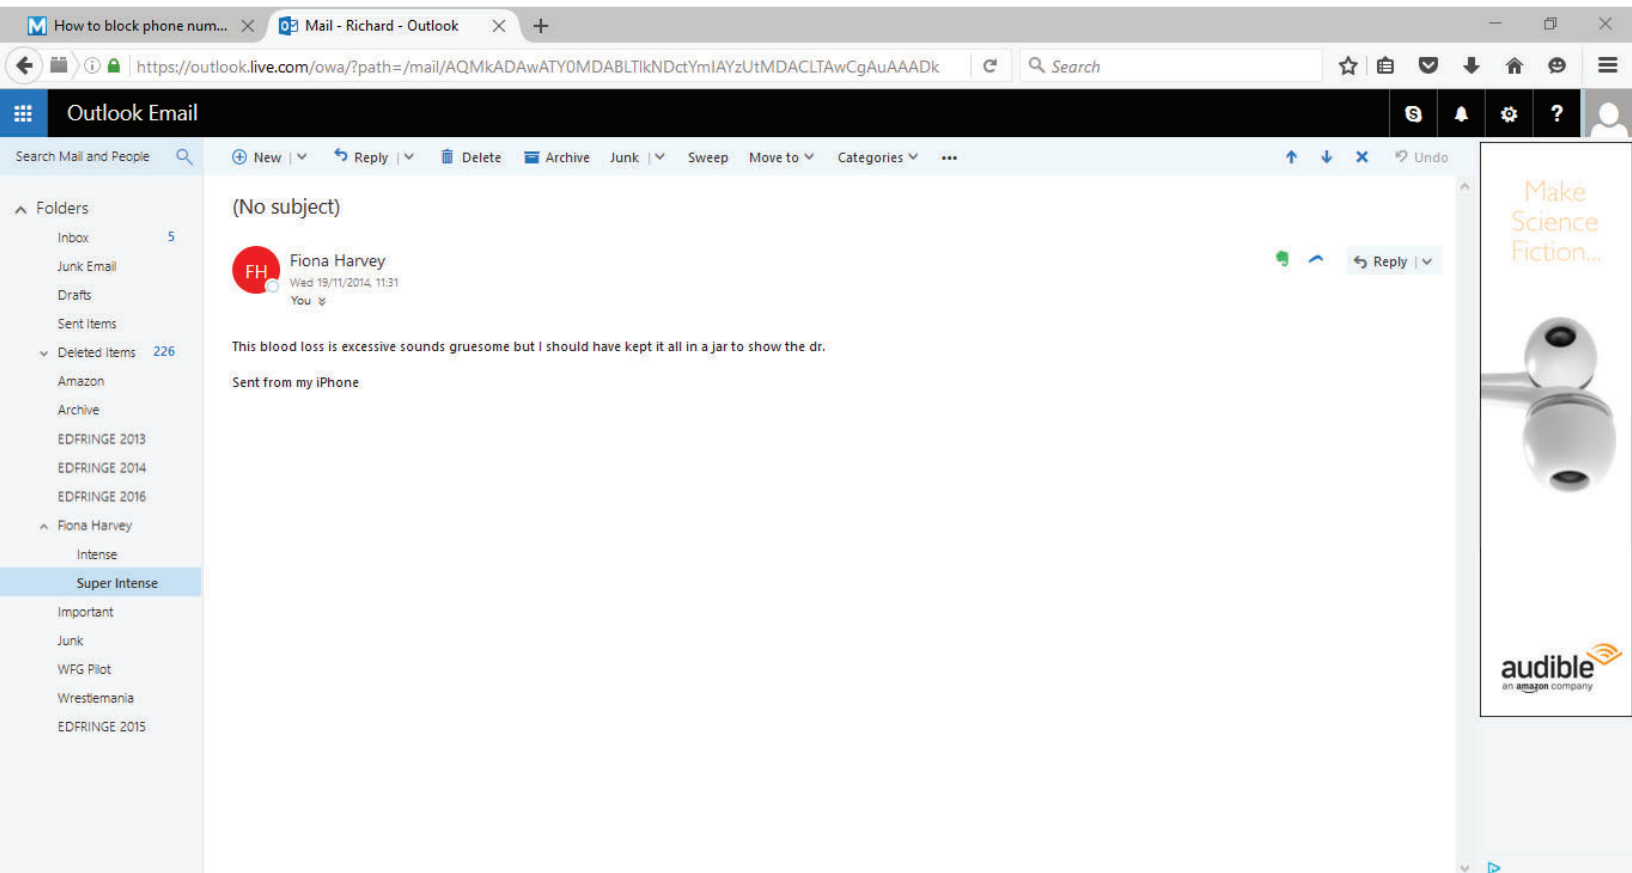 How to block phone num...
Mail - Richard - Outlook
https://outlook.live.com/owa/?path=/mail/AQMkADAwATY0MDABLTlkNDctYmIAYzUtMDACLTAwCgAuAAADk
Search
Outlook Email
Search Mail and People
New
Reply
Delete
Archive
Junk
Sweep
Move to
Categories
Undo
Folders
Inbox 5
Junk Email
Drafts
Sent Items
Deleted Items 226
Amazon
Archive
EDFRINGE 2013
EDFRINGE 2014
EDFRINGE 2016
Fiona Harvey
Intense
Super Intense
Important
Junk
WFG Pilot
Wrestlemania
EDFRINGE 2015
(No subject)
FH
Fiona Harvey
Wed 19/11/2014, 11:31
You
Reply
This blood loss is excessive sounds gruesome but I should have kept it all in a jar to show the dr.
Sent from my iPhone
Make
Science
Fiction...
audible
an amazon company